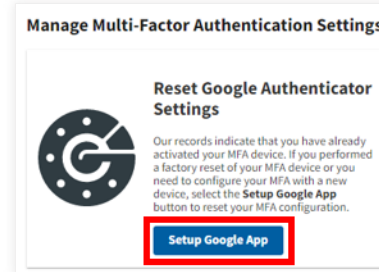 Manage Multi-Factor Authentication Settings
Reset Google Authenticator
Settings
Our records indicate that you have already
activated your MFA device. If you performed
a factory reset of your MFA device or you
need to configure your MFA with a new
device, select the Setup Google App
button to reset your MFA configuration.
Setup Google App